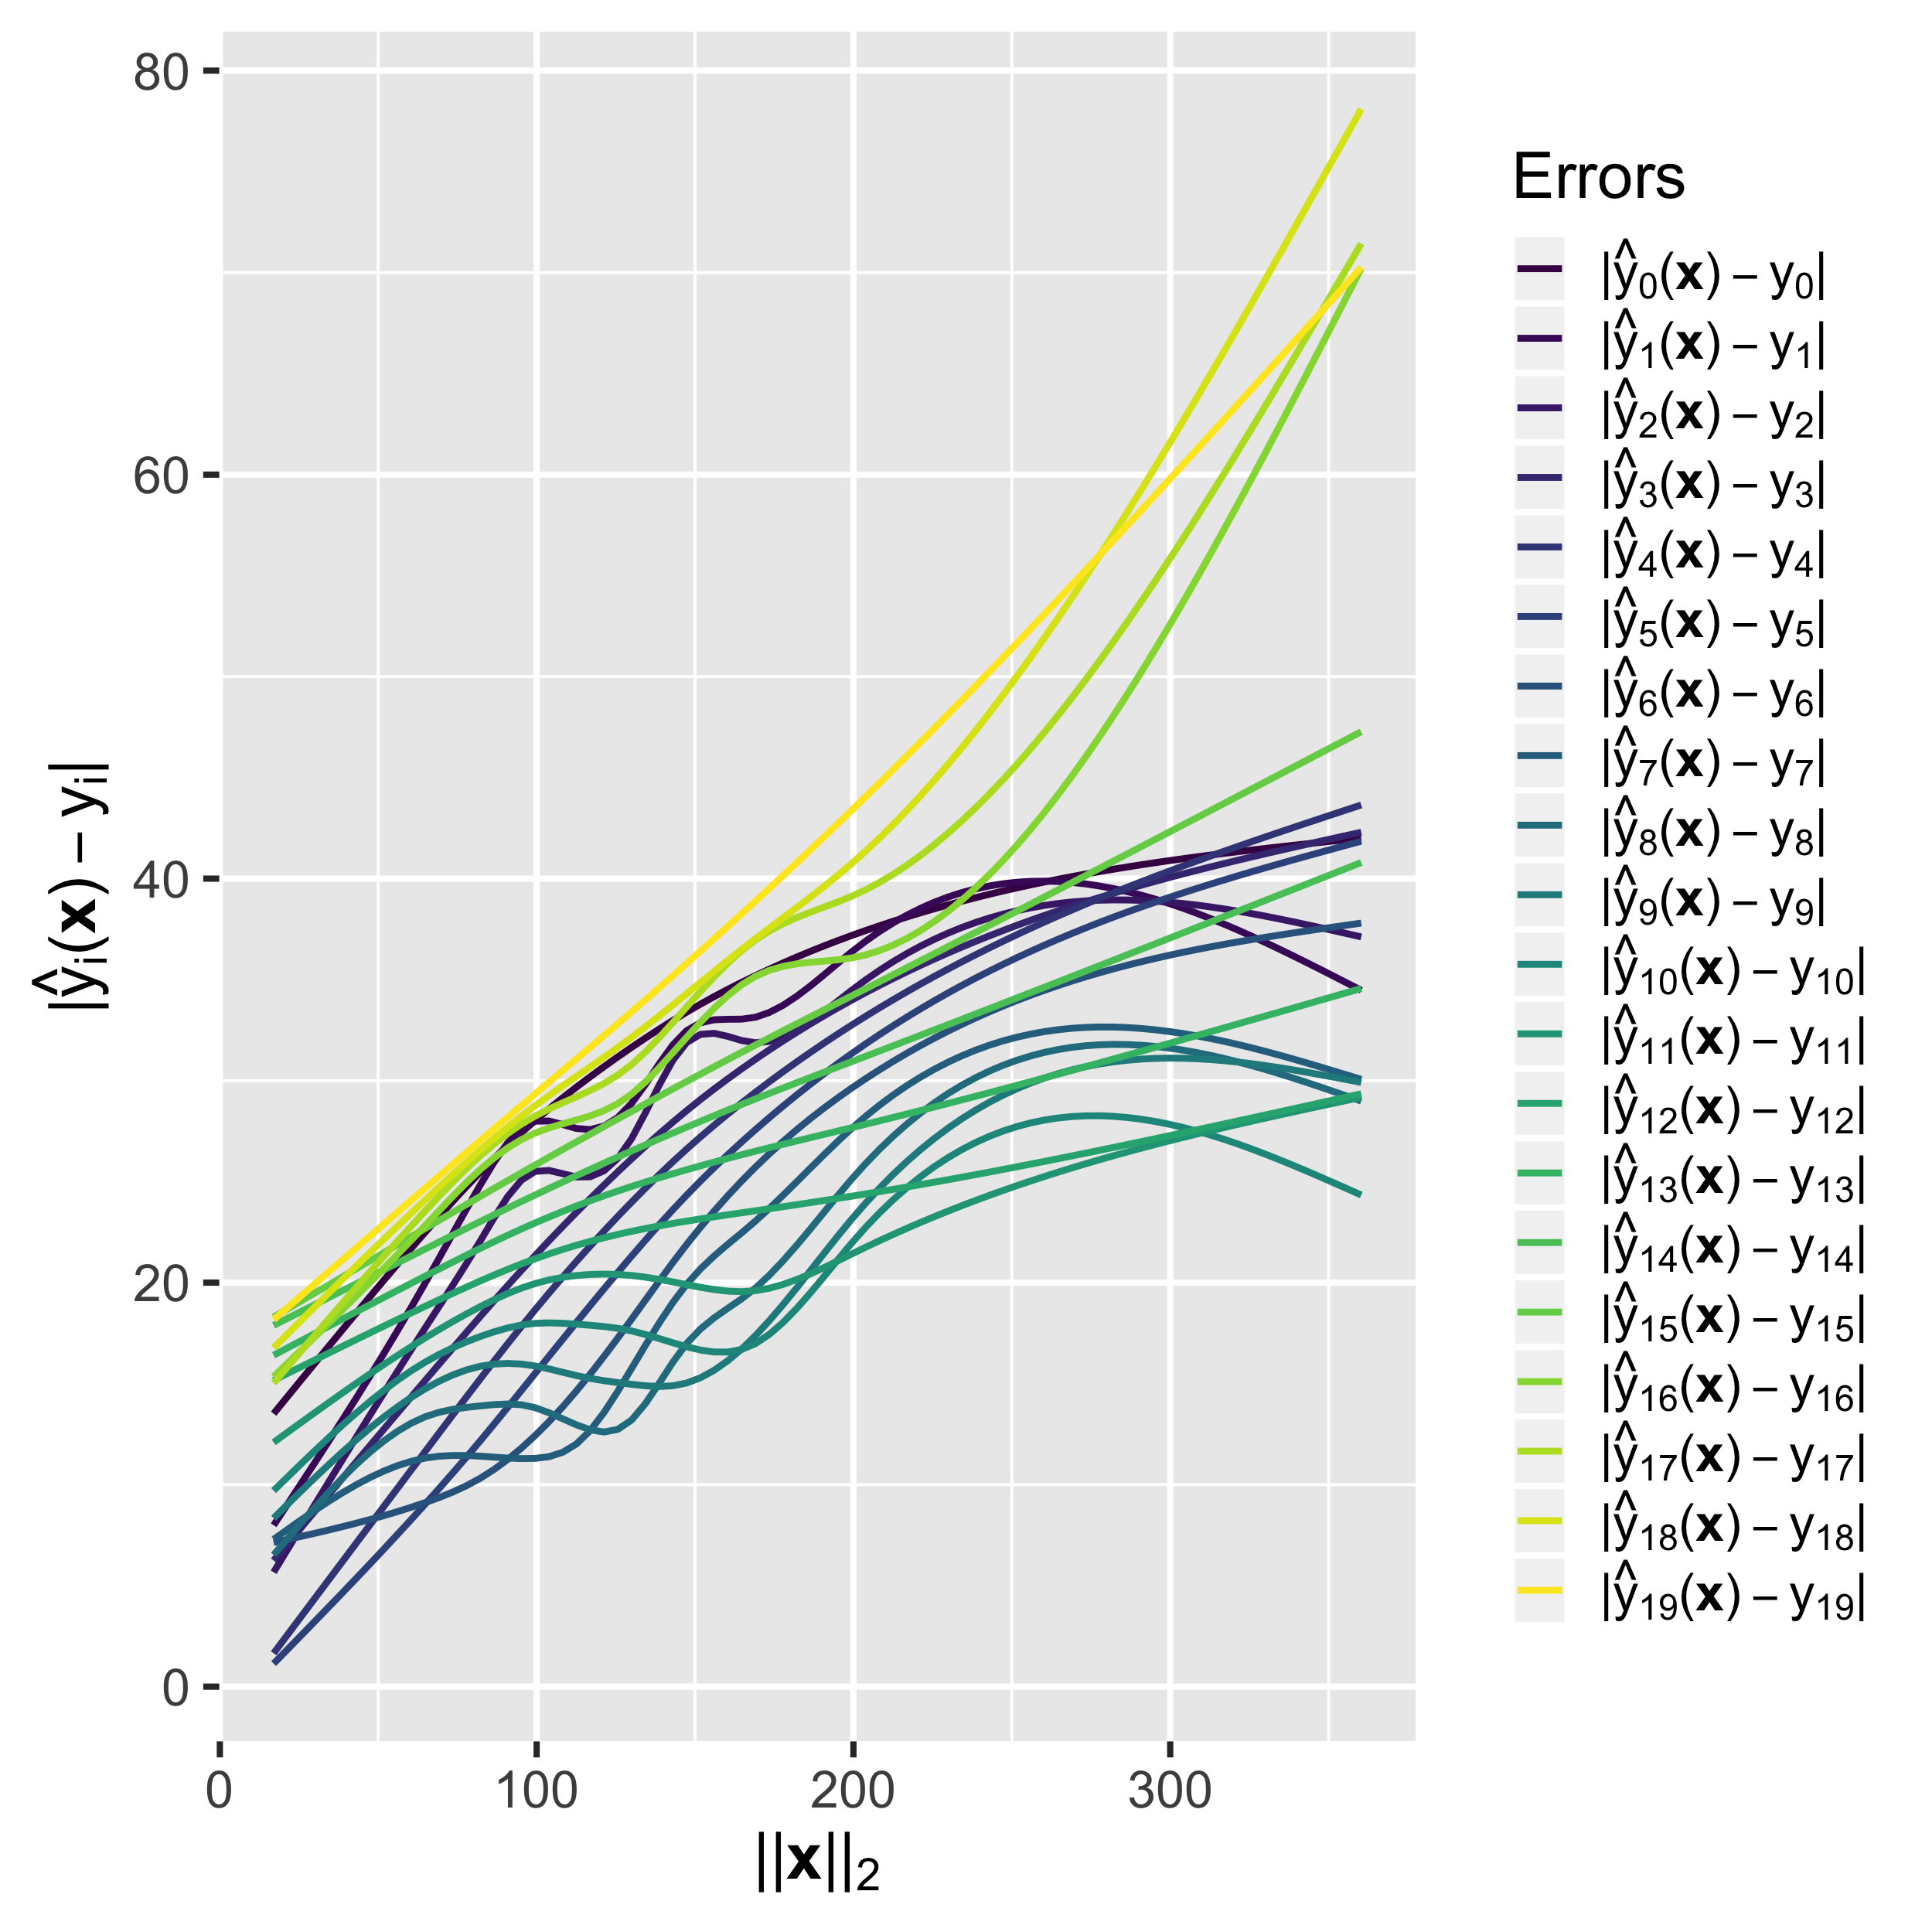 80
60
40
20
0
0 100 200 300
||x||₂
|ŷᵢ(x) − yᵢ|
Errors
|ŷ₀(x) − y₀|
|ŷ₁(x) − y₁|
|ŷ₂(x) − y₂|
|ŷ₃(x) − y₃|
|ŷ₄(x) − y₄|
|ŷ₅(x) − y₅|
|ŷ₆(x) − y₆|
|ŷ₇(x) − y₇|
|ŷ₈(x) − y₈|
|ŷ₉(x) − y₉|
|ŷ₁₀(x) − y₁₀|
|ŷ₁₁(x) − y₁₁|
|ŷ₁₂(x) − y₁₂|
|ŷ₁₃(x) − y₁₃|
|ŷ₁₄(x) − y₁₄|
|ŷ₁₅(x) − y₁₅|
|ŷ₁₆(x) − y₁₆|
|ŷ₁₇(x) − y₁₇|
|ŷ₁₈(x) − y₁₈|
|ŷ₁₉(x) − y₁₉|